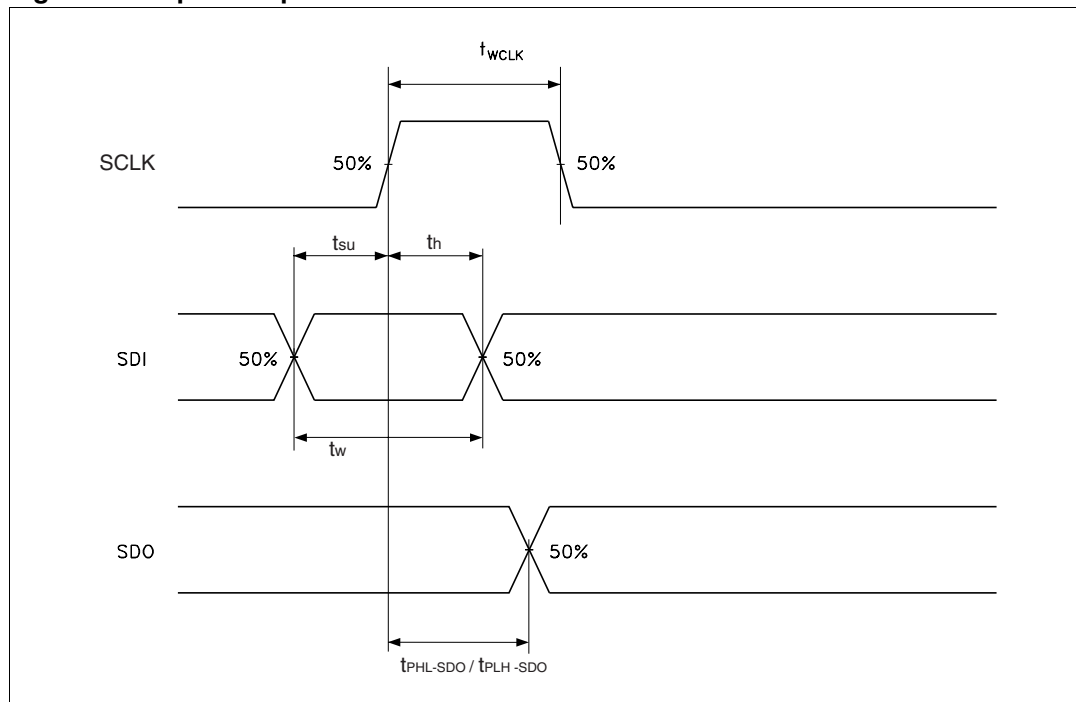 tWCLK
SCLK
50%
50%
tsu
th
SDI
50%
50%
tw
SDO
50%
tPHL-SDO / tPLH -SDO